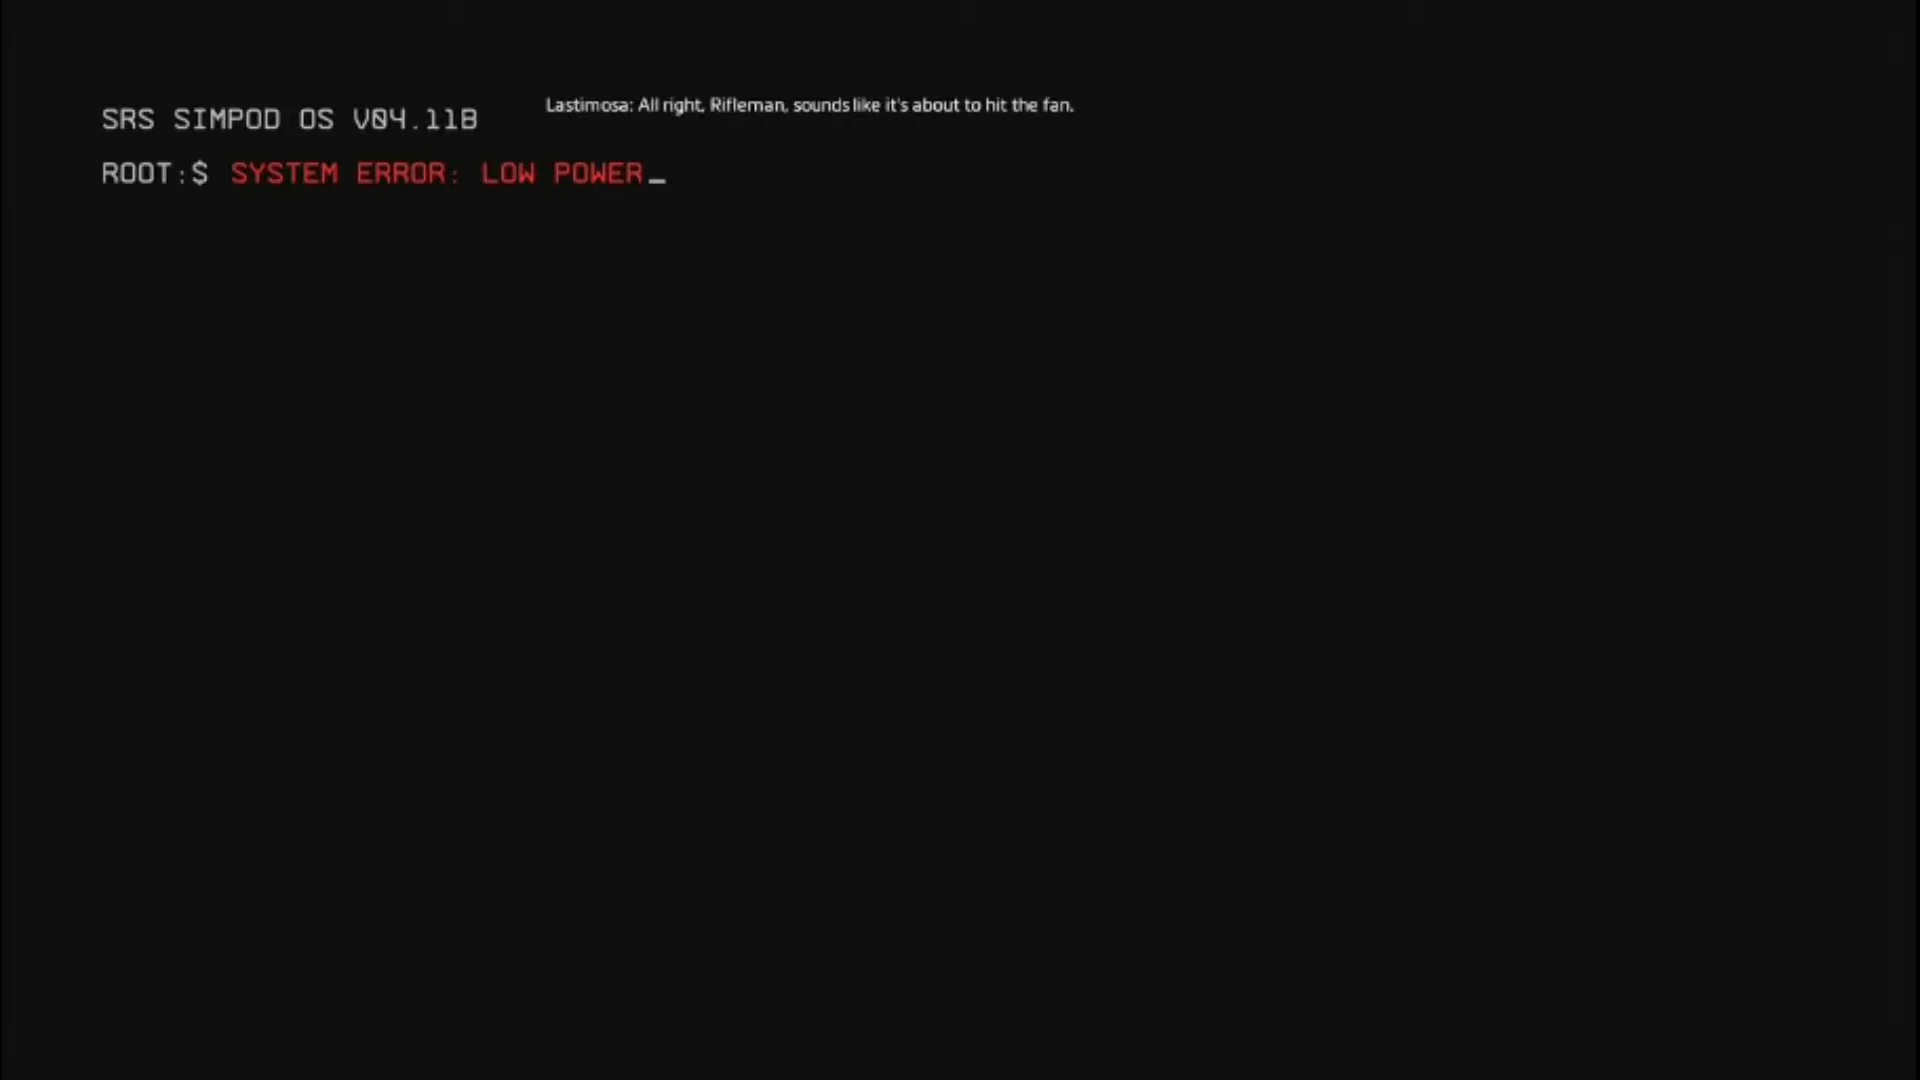 Lastimosa: All right, Rifleman, sounds like it's about to hit the fan.
SRS SIMPOD OS V04.11B
ROOT:$ SYSTEM ERROR: LOW POWER_